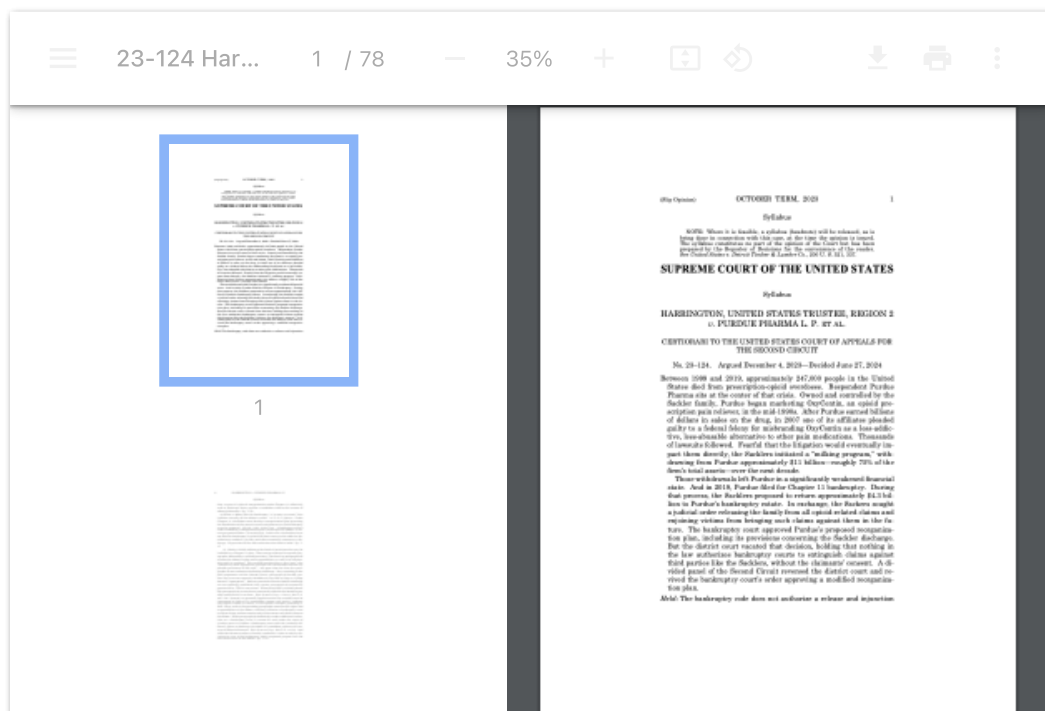 23-124 Har...
1 / 78
35%
1
(Slip Opinion) OCTOBER TERM, 2023 1
Syllabus
NOTE: Where it is feasible, a syllabus (headnote) will be released, as is
being done in connection with this case, at the time the opinion is issued.
The syllabus constitutes no part of the opinion of the Court but has been
prepared by the Reporter of Decisions for the convenience of the reader.
See United States v. Detroit Timber & Lumber Co., 200 U. S. 321, 337.
SUPREME COURT OF THE UNITED STATES
Syllabus
HARRINGTON, UNITED STATES TRUSTEE, REGION 2
v. PURDUE PHARMA L. P. ET AL.
CERTIORARI TO THE UNITED STATES COURT OF APPEALS FOR
THE SECOND CIRCUIT
No. 23–124. Argued December 4, 2023—Decided June 27, 2024
Between 1999 and 2019, approximately 247,000 people in the United
States died from prescription-opioid overdoses. Respondent Purdue
Pharma sits at the center of that crisis. Owned and controlled by the
Sackler family, Purdue began marketing OxyContin, an opioid pre-
scription pain reliever, in the mid-1990s. After Purdue earned billions
of dollars in sales on the drug, in 2007 one of its affiliates pleaded
guilty to a federal felony for misbranding OxyContin as a less-addic-
tive, less-abusable alternative to other pain medications. Thousands
of lawsuits followed. Fearful that the litigation would eventually im-
pact them directly, the Sacklers initiated a “milking program,” with-
drawing from Purdue approximately $11 billion—roughly 75% of the
firm’s total assets—over the next decade.
Those withdrawals left Purdue in a significantly weakened financial
state. And in 2019, Purdue filed for Chapter 11 bankruptcy. During
that process, the Sacklers proposed to return approximately $4.3 bil-
lion to Purdue’s bankruptcy estate. In exchange, the Sacklers sought
a judicial order releasing the family from all opioid-related claims and
enjoining victims from bringing such claims against them in the fu-
ture. The bankruptcy court approved Purdue’s proposed reorganiza-
tion plan, including its provisions concerning the Sackler discharge.
But the district court vacated that decision, holding that nothing in
the law authorizes bankruptcy courts to extinguish claims against
third parties like the Sacklers, without the claimants’ consent. A di-
vided panel of the Second Circuit reversed the district court and re-
vived the bankruptcy court’s order approving a modified reorganiza-
tion plan.
Held: The bankruptcy code does not authorize a release and injunction